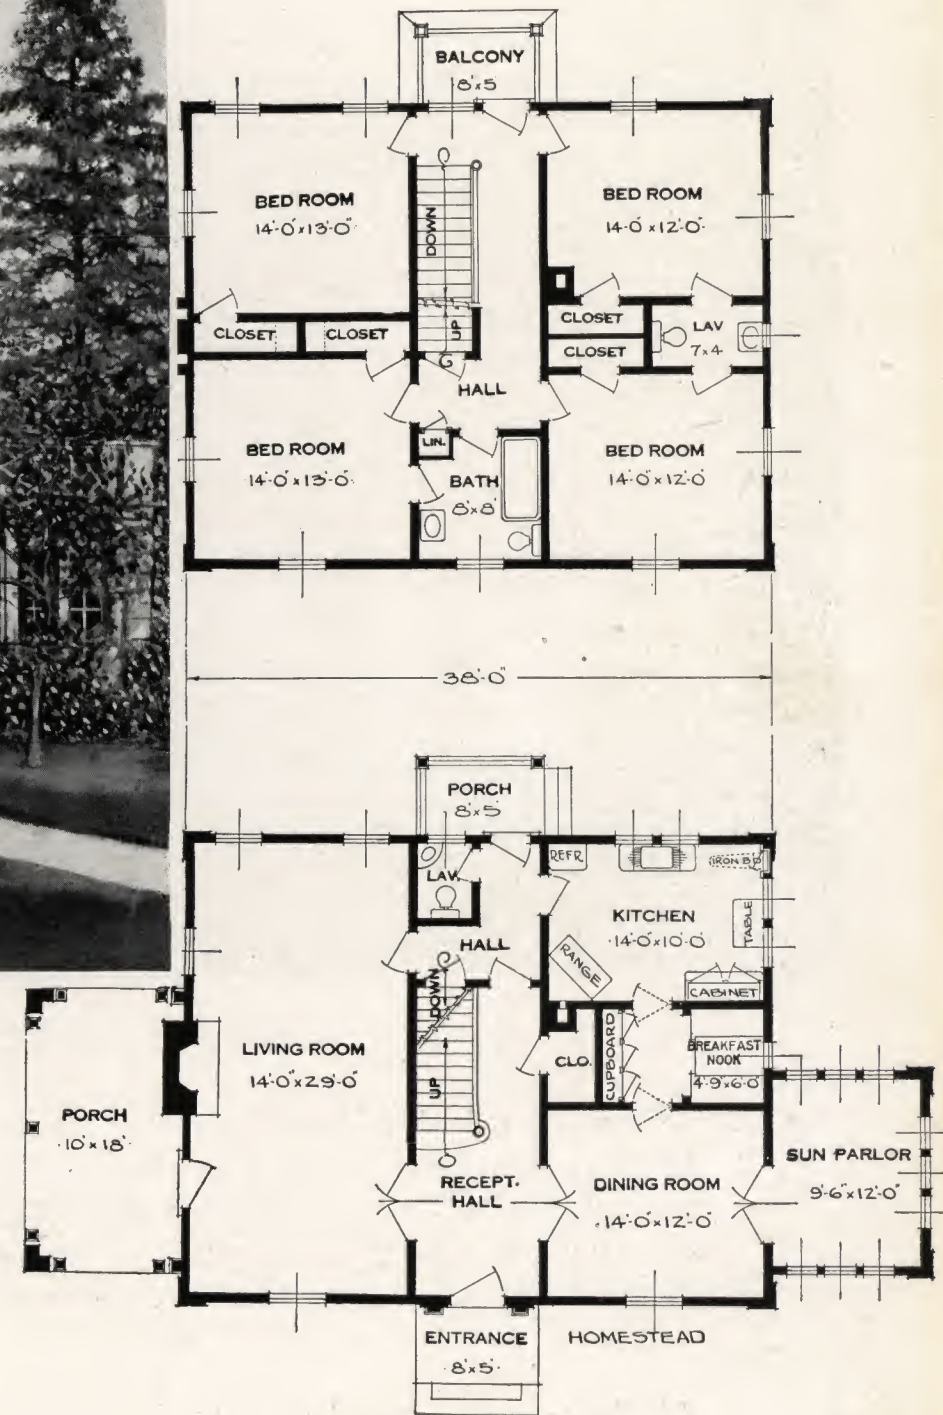 BALCONY
8'x5'
BED ROOM
14'-0"x13'-0"
BED ROOM
14'-0"x12'-0"
DOWN
UP
CLOSET
CLOSET
CLOSET
CLOSET
LAV
7'x4'
HALL
LIN.
BED ROOM
14'-0"x13'-0"
BATH
8'x8'
BED ROOM
14'-0"x12'-0"
38'-0"
PORCH
8'x5'
LAV.
REFR
IRON B'D
KITCHEN
14'-0"x10'-0"
TABLE
HALL
RANGE
CABINET
DOWN
UP
LIVING ROOM
14'-0"x29'-0"
CLO.
CUPBOARD
BREAKFAST
NOOK
4'-9"x6'-0"
PORCH
10'x18'
RECEPT.
HALL
DINING ROOM
14'-0"x12'-0"
SUN PARLOR
9'-6"x12'-0"
ENTRANCE
8'x5'
HOMESTEAD